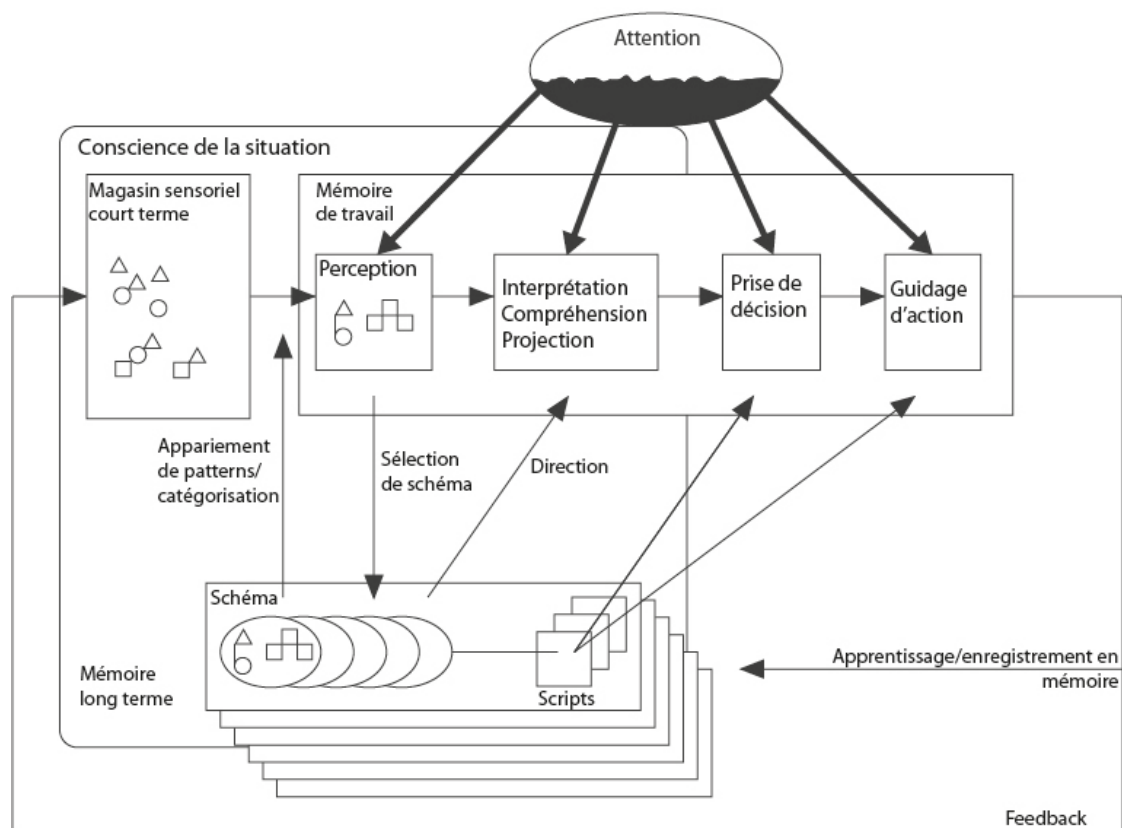 Attention
Conscience de la situation
Magasin sensoriel
court terme
Mémoire
de travail
Perception
Interprétation
Compréhension
Projection
Prise de
décision
Guidage
d'action
Appariement
de patterns/
catégorisation
Sélection
de schéma
Direction
Schéma
Mémoire
long terme
Scripts
Apprentissage/enregistrement en
mémoire
Feedback